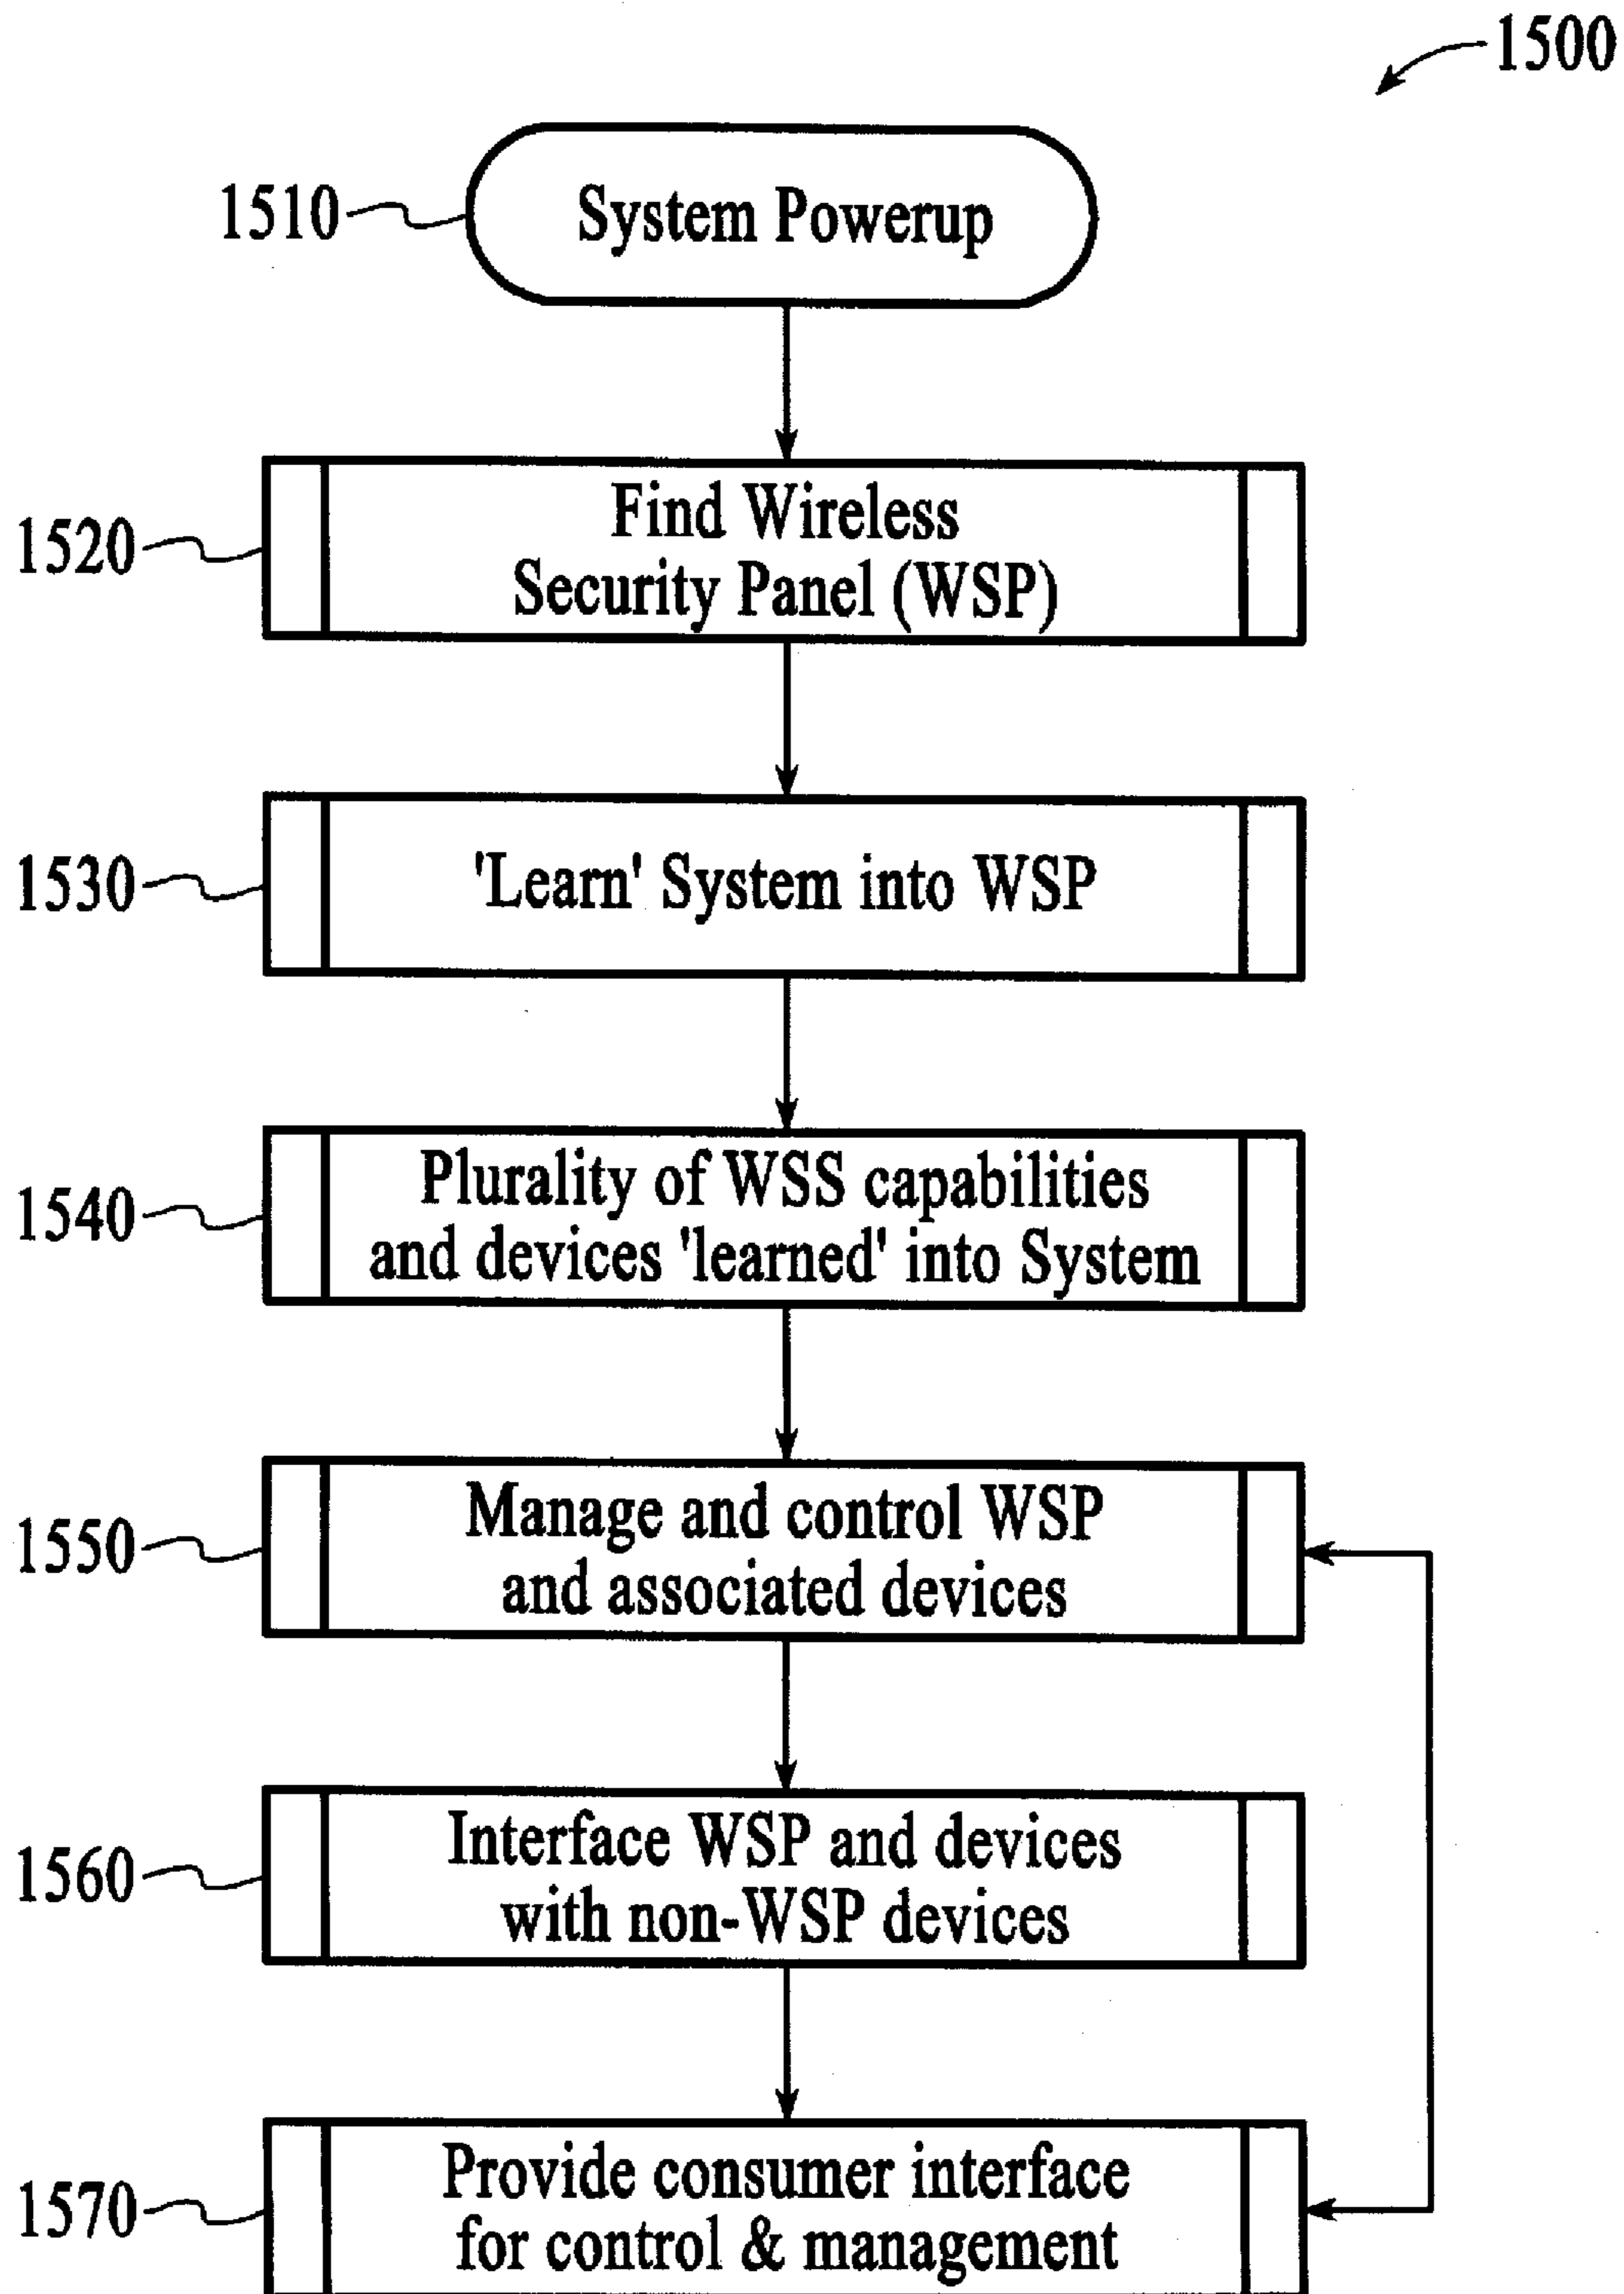 1500
1510
System Powerup
1520
Find Wireless
Security Panel (WSP)
1530
'Learn' System into WSP
1540
Plurality of WSS capabilities
and devices 'learned' into System
1550
Manage and control WSP
and associated devices
1560
Interface WSP and devices
with non-WSP devices
1570
Provide consumer interface
for control & management